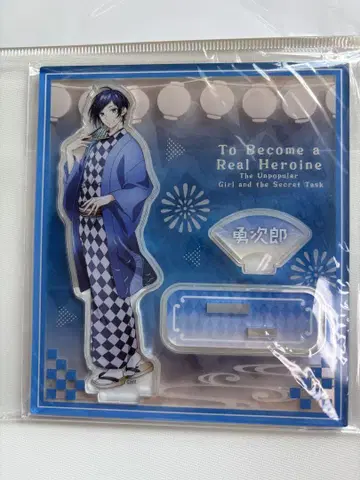 To Become a
Real Heroine
The Unpopular
Girl and the Secret Task
勇次郎